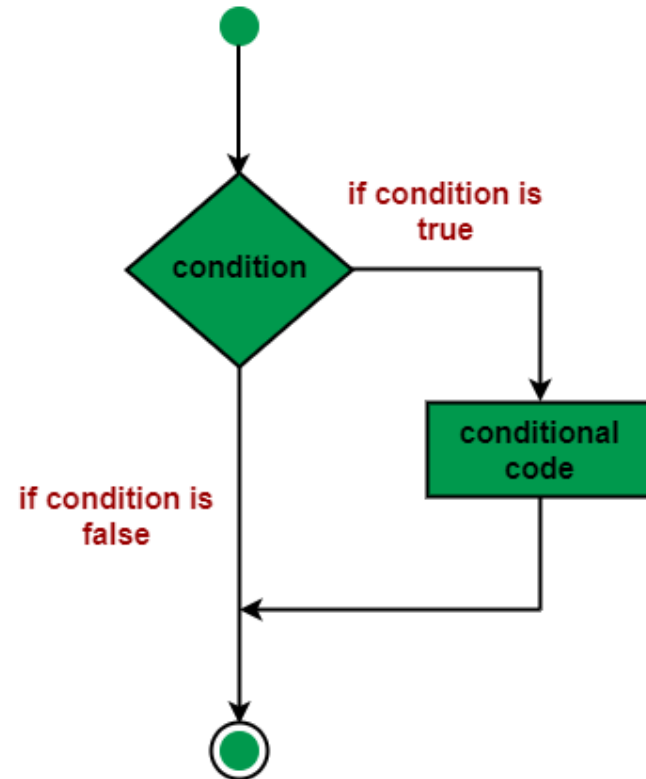 if condition is
true
condition
conditional
code
if condition is
false